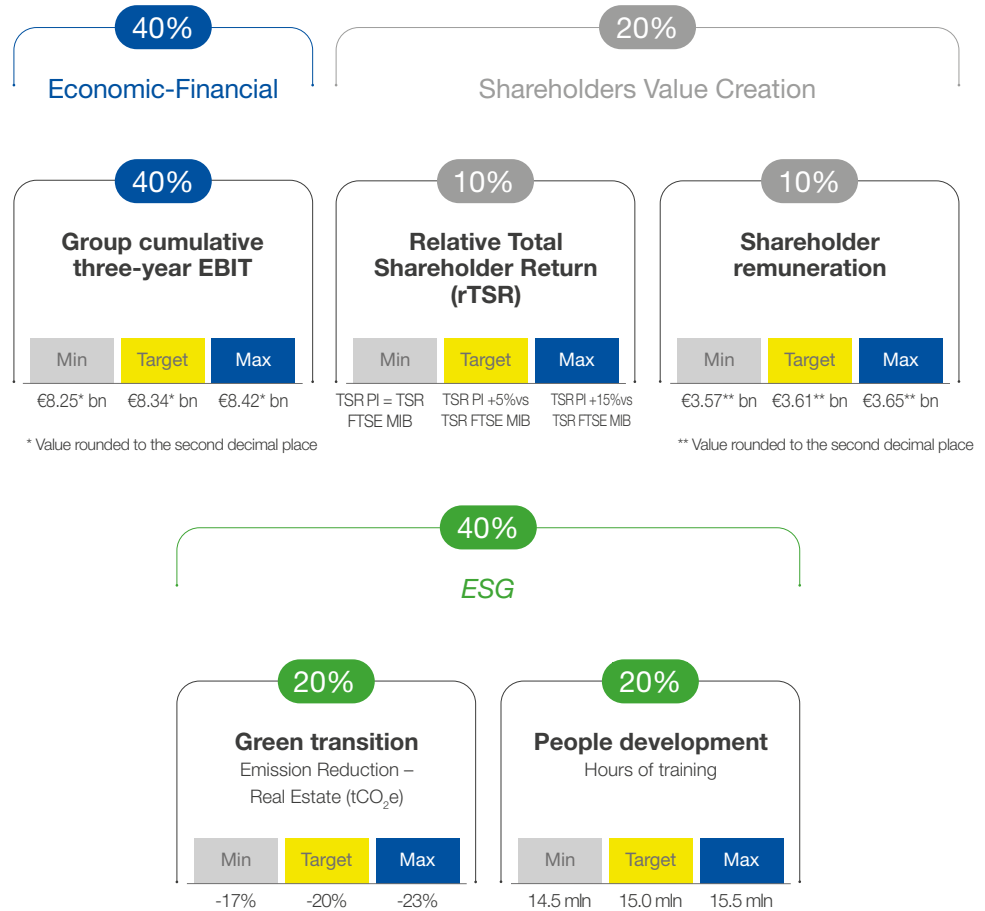 40%
Economic-Financial
20%
Shareholders Value Creation
40%
Group cumulative
three-year EBIT
Min Target Max
€8.25* bn €8.34* bn €8.42* bn
* Value rounded to the second decimal place
10%
Relative Total
Shareholder Return
(rTSR)
Min Target Max
TSR PI = TSR TSR PI +5%vs TSR PI +15%vs
FTSE MIB TSR FTSE MIB TSR FTSE MIB
10%
Shareholder
remuneration
Min Target Max
€3.57** bn €3.61** bn €3.65** bn
** Value rounded to the second decimal place
40%
ESG
20%
Green transition
Emission Reduction –
Real Estate (tCO₂e)
Min Target Max
-17% -20% -23%
20%
People development
Hours of training
Min Target Max
14.5 mln 15.0 mln 15.5 mln